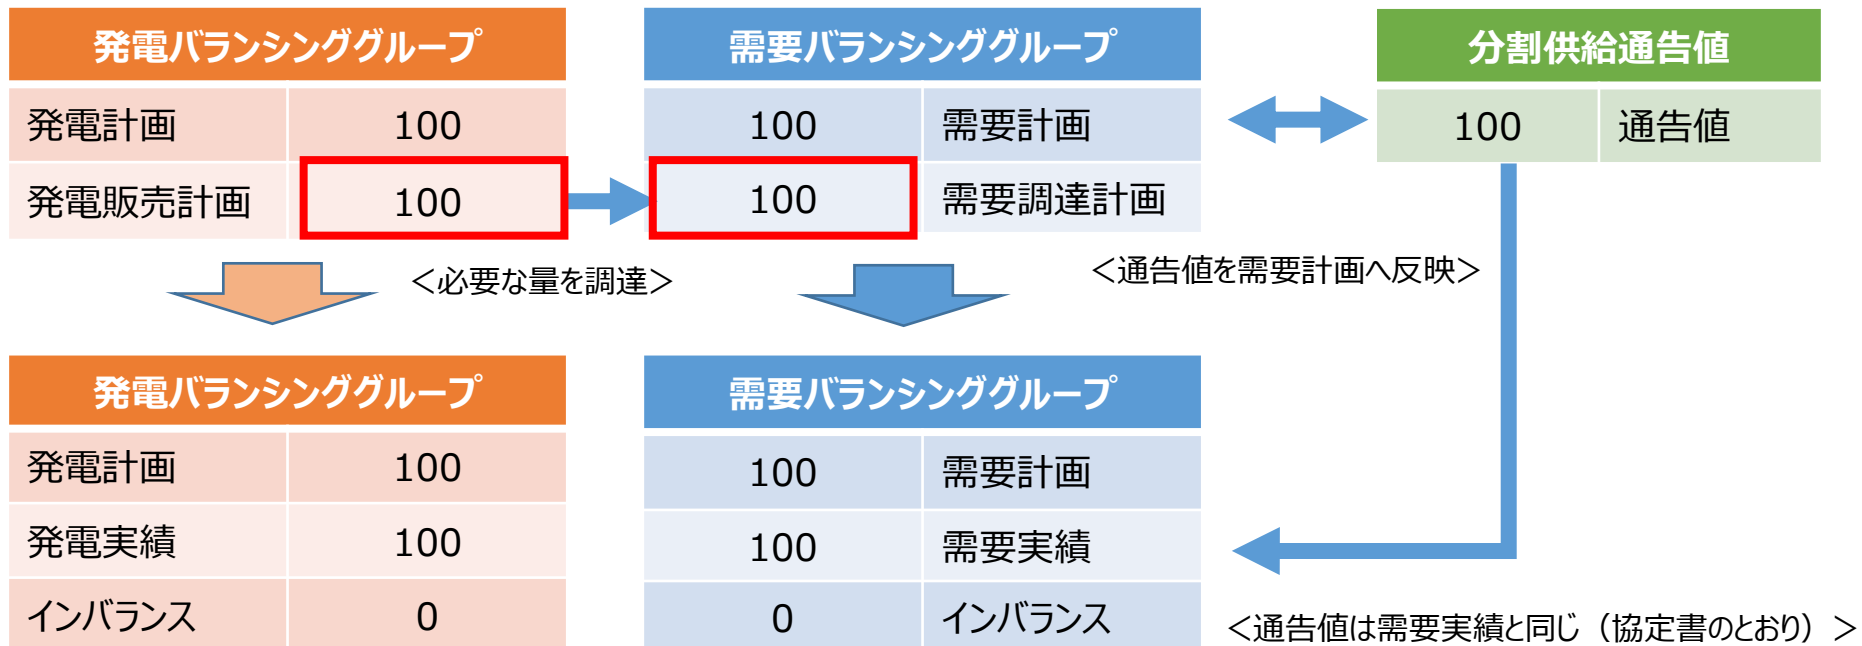 発電バランシンググループ
発電計画 100
発電販売計画 100
需要バランシンググループ
100 需要計画
100 需要調達計画
分割供給通告値
100 通告値
＜必要な量を調達＞
＜通告値を需要計画へ反映＞
発電バランシンググループ
発電計画 100
発電実績 100
インバランス 0
需要バランシンググループ
100 需要計画
100 需要実績
0 インバランス
＜通告値は需要実績と同じ（協定書のとおり）＞